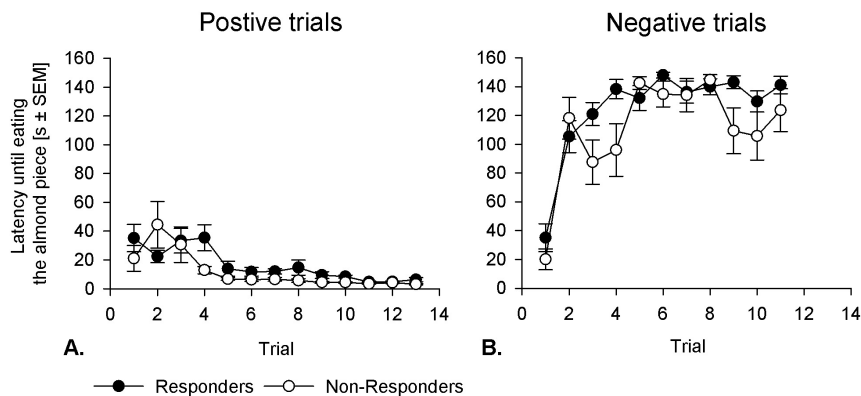 Postive trials
Negative trials
Latency until eating
the almond piece [s ± SEM]
160
140
120
100
80
60
40
20
0
0 2 4 6 8 10 12 14
A.
Trial
160
140
120
100
80
60
40
20
0
0 2 4 6 8 10 12 14
B.
Trial
Responders
Non-Responders